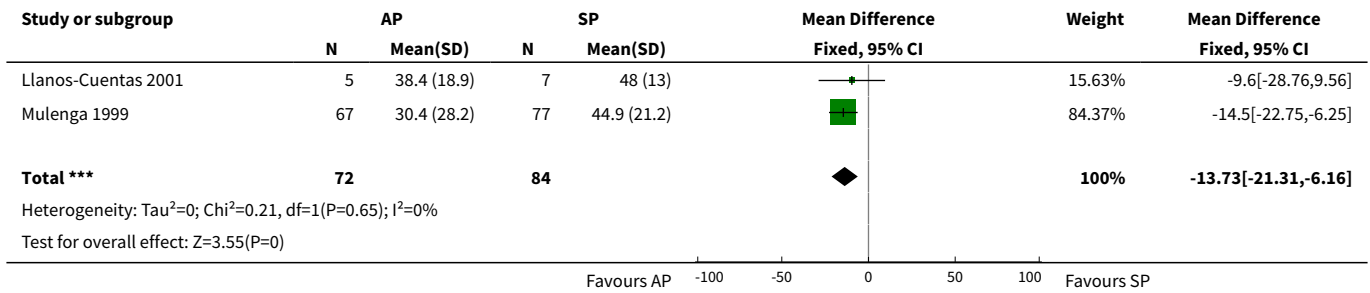 Study or subgroup AP SP Mean Difference Weight Mean Difference
N Mean(SD) N Mean(SD) Fixed, 95% CI Fixed, 95% CI
Llanos-Cuentas 2001 5 38.4 (18.9) 7 48 (13) 15.63% -9.6[-28.76,9.56]
Mulenga 1999 67 30.4 (28.2) 77 44.9 (21.2) 84.37% -14.5[-22.75,-6.25]
Total *** 72 84 100% -13.73[-21.31,-6.16]
Heterogeneity: Tau²=0; Chi²=0.21, df=1(P=0.65); I²=0%
Test for overall effect: Z=3.55(P=0)
Favours AP -100 -50 0 50 100 Favours SP